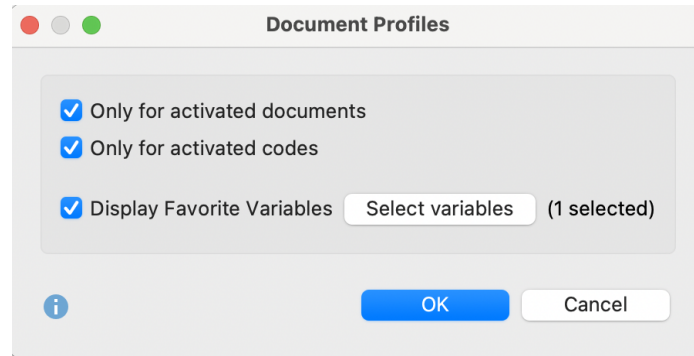 Document Profiles
Only for activated documents
Only for activated codes
Display Favorite Variables Select variables (1 selected)
OK Cancel